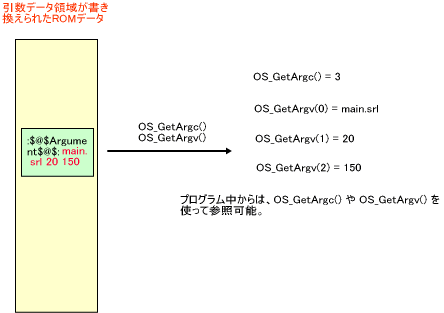 引数データ領域が書き
換えられたROMデータ
:$@$Argume
nt$@$: main.
srl 20 150
OS_GetArgc()
OS_GetArgv()
OS_GetArgc() = 3
OS_GetArgv(0) = main.srl
OS_GetArgv(1) = 20
OS_GetArgv(2) = 150
プログラム中からは、OS_GetArgc() や OS_GetArgv() を
使って参照可能。